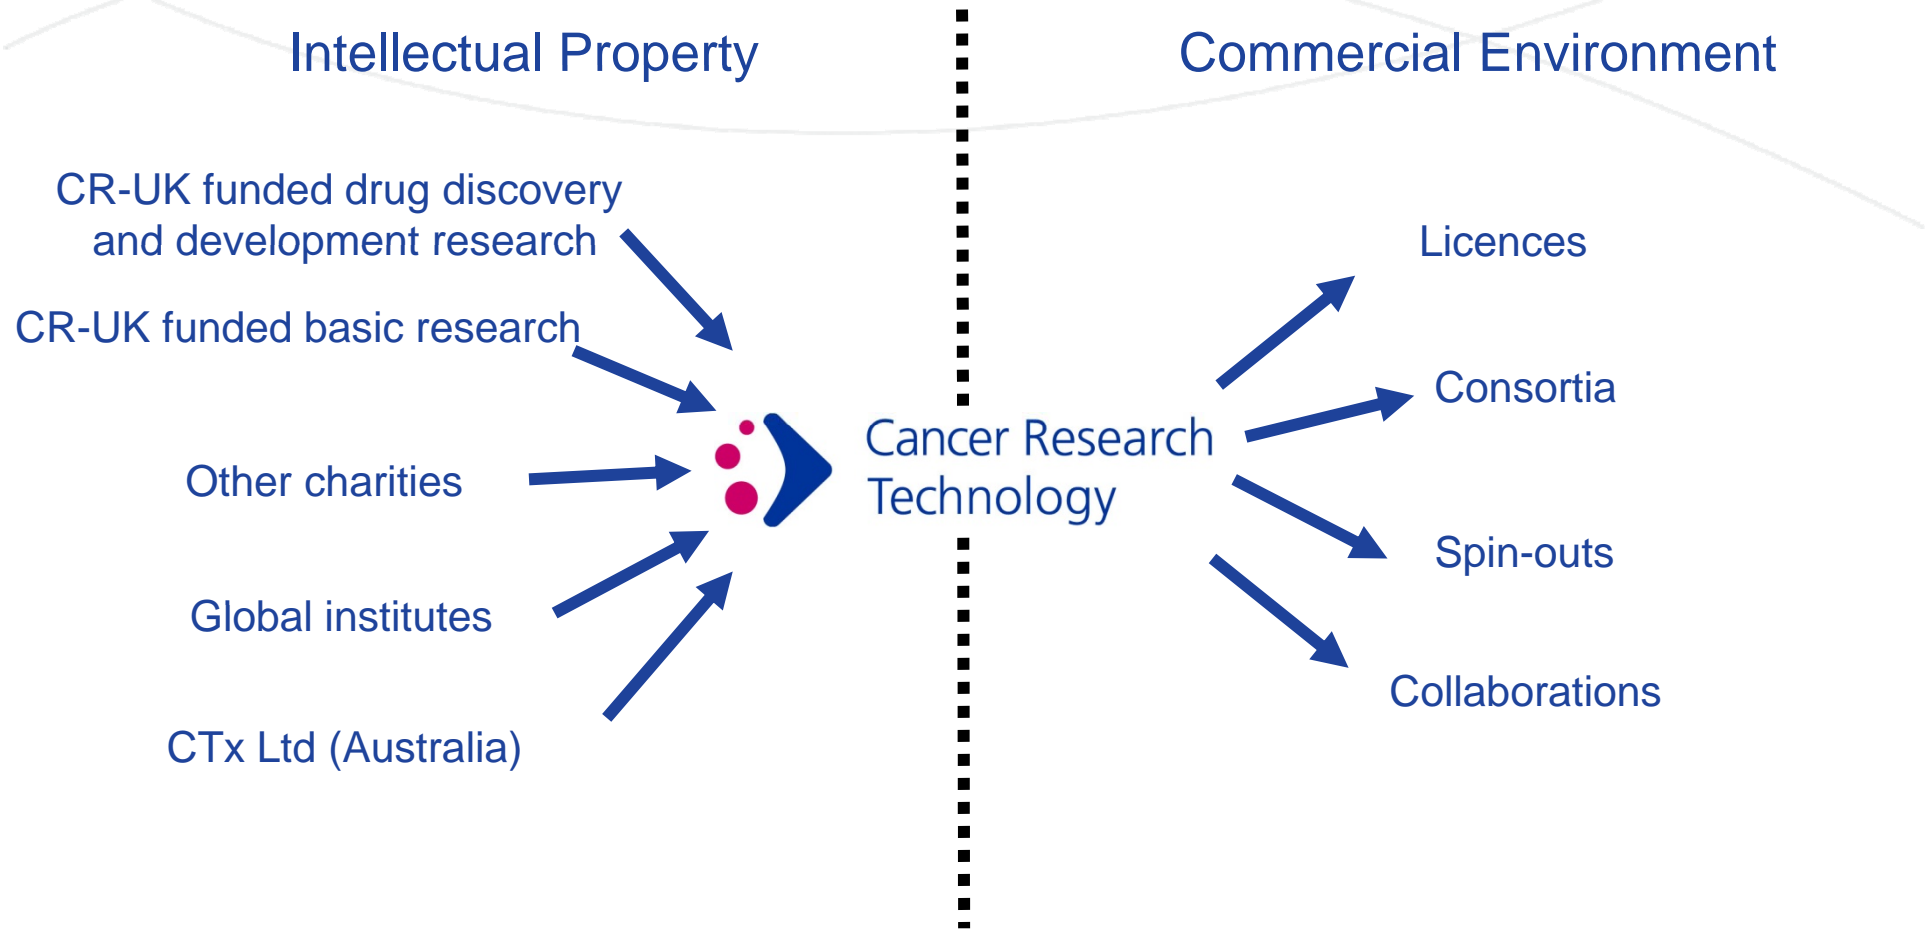 Intellectual Property
Commercial Environment
CR-UK funded drug discovery
and development research
CR-UK funded basic research
Other charities
Global institutes
CTx Ltd (Australia)
Cancer Research
Technology
Licences
Consortia
Spin-outs
Collaborations